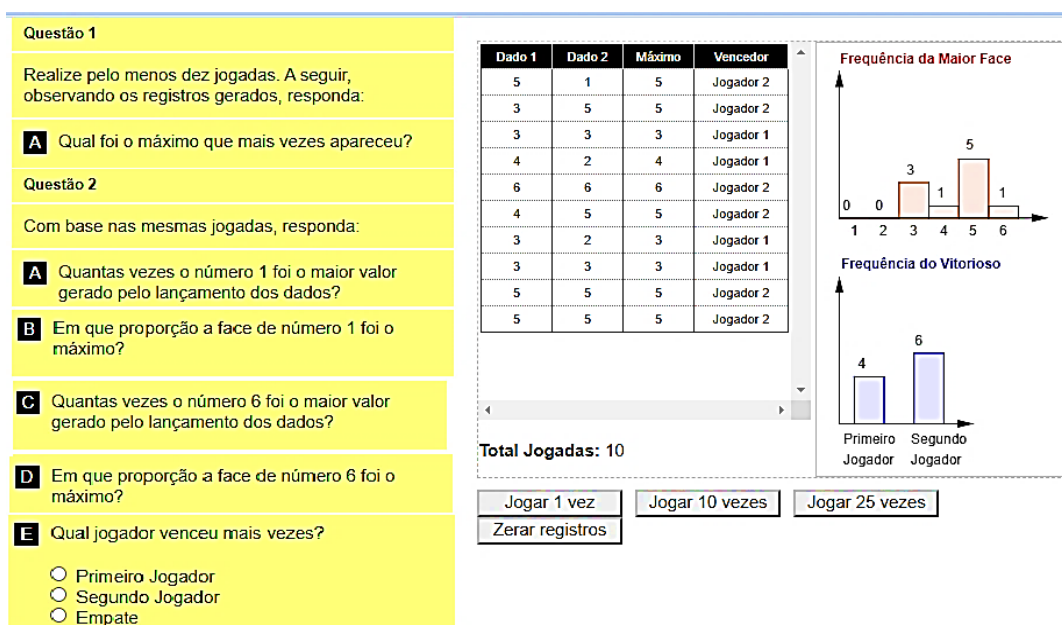 Questão 1
Realize pelo menos dez jogadas. A seguir,
observando os registros gerados, responda:
A Qual foi o máximo que mais vezes apareceu?
Questão 2
Com base nas mesmas jogadas, responda:
A Quantas vezes o número 1 foi o maior valor
gerado pelo lançamento dos dados?
B Em que proporção a face de número 1 foi o
máximo?
C Quantas vezes o número 6 foi o maior valor
gerado pelo lançamento dos dados?
D Em que proporção a face de número 6 foi o
máximo?
E Qual jogador venceu mais vezes?
Primeiro Jogador
Segundo Jogador
Empate
Dado 1 Dado 2 Máximo Vencedor
5 1 5 Jogador 2
3 5 5 Jogador 2
3 3 3 Jogador 1
4 2 4 Jogador 1
6 6 6 Jogador 2
4 5 5 Jogador 2
3 2 3 Jogador 1
3 3 3 Jogador 1
5 5 5 Jogador 2
5 5 5 Jogador 2
Total Jogadas: 10
Jogar 1 vez Jogar 10 vezes Jogar 25 vezes
Zerar registros
Frequência da Maior Face
0 0 3 1 5 1
1 2 3 4 5 6
Frequência do Vitorioso
4 6
Primeiro Segundo
Jogador Jogador